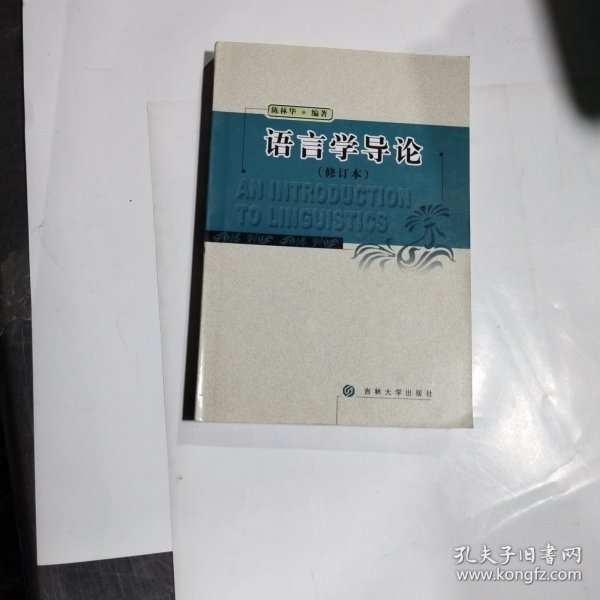 陈林华 编著
语言学导论
（修订本）
AN INTRODUCTION
TO LINGUISTICS
吉林大学出版社
孔夫子旧书网
www.kongfz.com